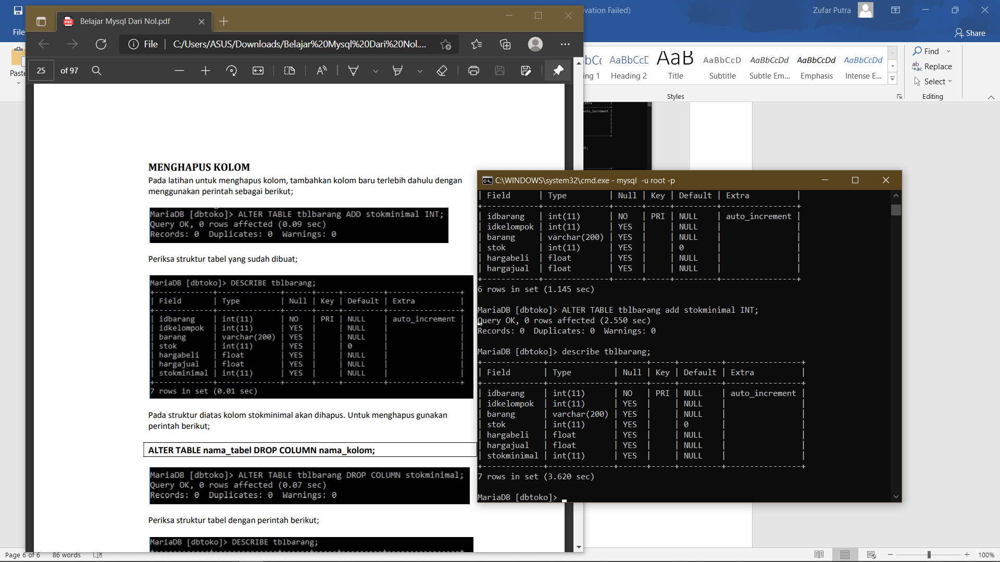 Belajar Mysql Dari Nol.pdf
File
C:/Users/ASUS/Downloads/Belajar%20Mysql%20Dari%20Nol....
25 of 97
MENGHAPUS KOLOM
Pada latihan untuk menghapus kolom, tambahkan kolom baru terlebih dahulu dengan
menggunakan perintah sebagai berikut;
MariaDB [dbtoko]> ALTER TABLE tblbarang ADD stokminimal INT;
Query OK, 0 rows affected (0.09 sec)
Records: 0  Duplicates: 0  Warnings: 0
Periksa struktur tabel yang sudah dibuat;
MariaDB [dbtoko]> DESCRIBE tblbarang;
+-------------+--------------+------+-----+---------+----------------+
| Field | Type | Null | Key | Default | Extra |
+-------------+--------------+------+-----+---------+----------------+
| idbarang | int(11) | NO | PRI | NULL | auto_increment |
| idkelompok | int(11) | YES | | NULL | |
| barang | varchar(200) | YES | | NULL | |
| stok | int(11) | YES | | 0 | |
| hargabeli | float | YES | | NULL | |
| hargajual | float | YES | | NULL | |
| stokminimal | int(11) | YES | | NULL | |
+-------------+--------------+------+-----+---------+----------------+
7 rows in set (0.01 sec)
Pada struktur diatas kolom stokminimal akan dihapus. Untuk menghapus gunakan
perintah berikut;
ALTER TABLE nama_tabel DROP COLUMN nama_kolom;
MariaDB [dbtoko]> ALTER TABLE tblbarang DROP COLUMN stokminimal;
Query OK, 0 rows affected (0.07 sec)
Records: 0  Duplicates: 0  Warnings: 0
Periksa struktur tabel dengan perintah berikut;
MariaDB [dbtoko]> DESCRIBE tblbarang;
vation Failed)
Zufar Putra
File
Share
Paste
AaBbCcD AaB AaBbCcD AaBbCcDd AaBbCcDd AaBbCcDd
ing 1 Heading 2 Title Subtitle Subtle Em... Emphasis Intense E...
Styles
Find
Replace
Select
Editing
auto_increment
C:\WINDOWS\system32\cmd.exe - mysql  -u root -p
| Field | Type | Null | Key | Default | Extra |
+------------+--------------+------+-----+---------+----------------+
| idbarang | int(11) | NO | PRI | NULL | auto_increment |
| idkelompok | int(11) | YES | | NULL | |
| barang | varchar(200) | YES | | NULL | |
| stok | int(11) | YES | | 0 | |
| hargabeli | float | YES | | NULL | |
| hargajual | float | YES | | NULL | |
+------------+--------------+------+-----+---------+----------------+
6 rows in set (1.145 sec)
MariaDB [dbtoko]> ALTER TABLE tblbarang add stokminimal INT;
Query OK, 0 rows affected (2.550 sec)
Records: 0  Duplicates: 0  Warnings: 0
MariaDB [dbtoko]> describe tblbarang;
+-------------+--------------+------+-----+---------+----------------+
| Field | Type | Null | Key | Default | Extra |
+-------------+--------------+------+-----+---------+----------------+
| idbarang | int(11) | NO | PRI | NULL | auto_increment |
| idkelompok | int(11) | YES | | NULL | |
| barang | varchar(200) | YES | | NULL | |
| stok | int(11) | YES | | 0 | |
| hargabeli | float | YES | | NULL | |
| hargajual | float | YES | | NULL | |
| stokminimal | int(11) | YES | | NULL | |
+-------------+--------------+------+-----+---------+----------------+
7 rows in set (3.620 sec)
MariaDB [dbtoko]>
Page 6 of 6 86 words
100%